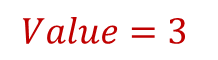 Value = 3